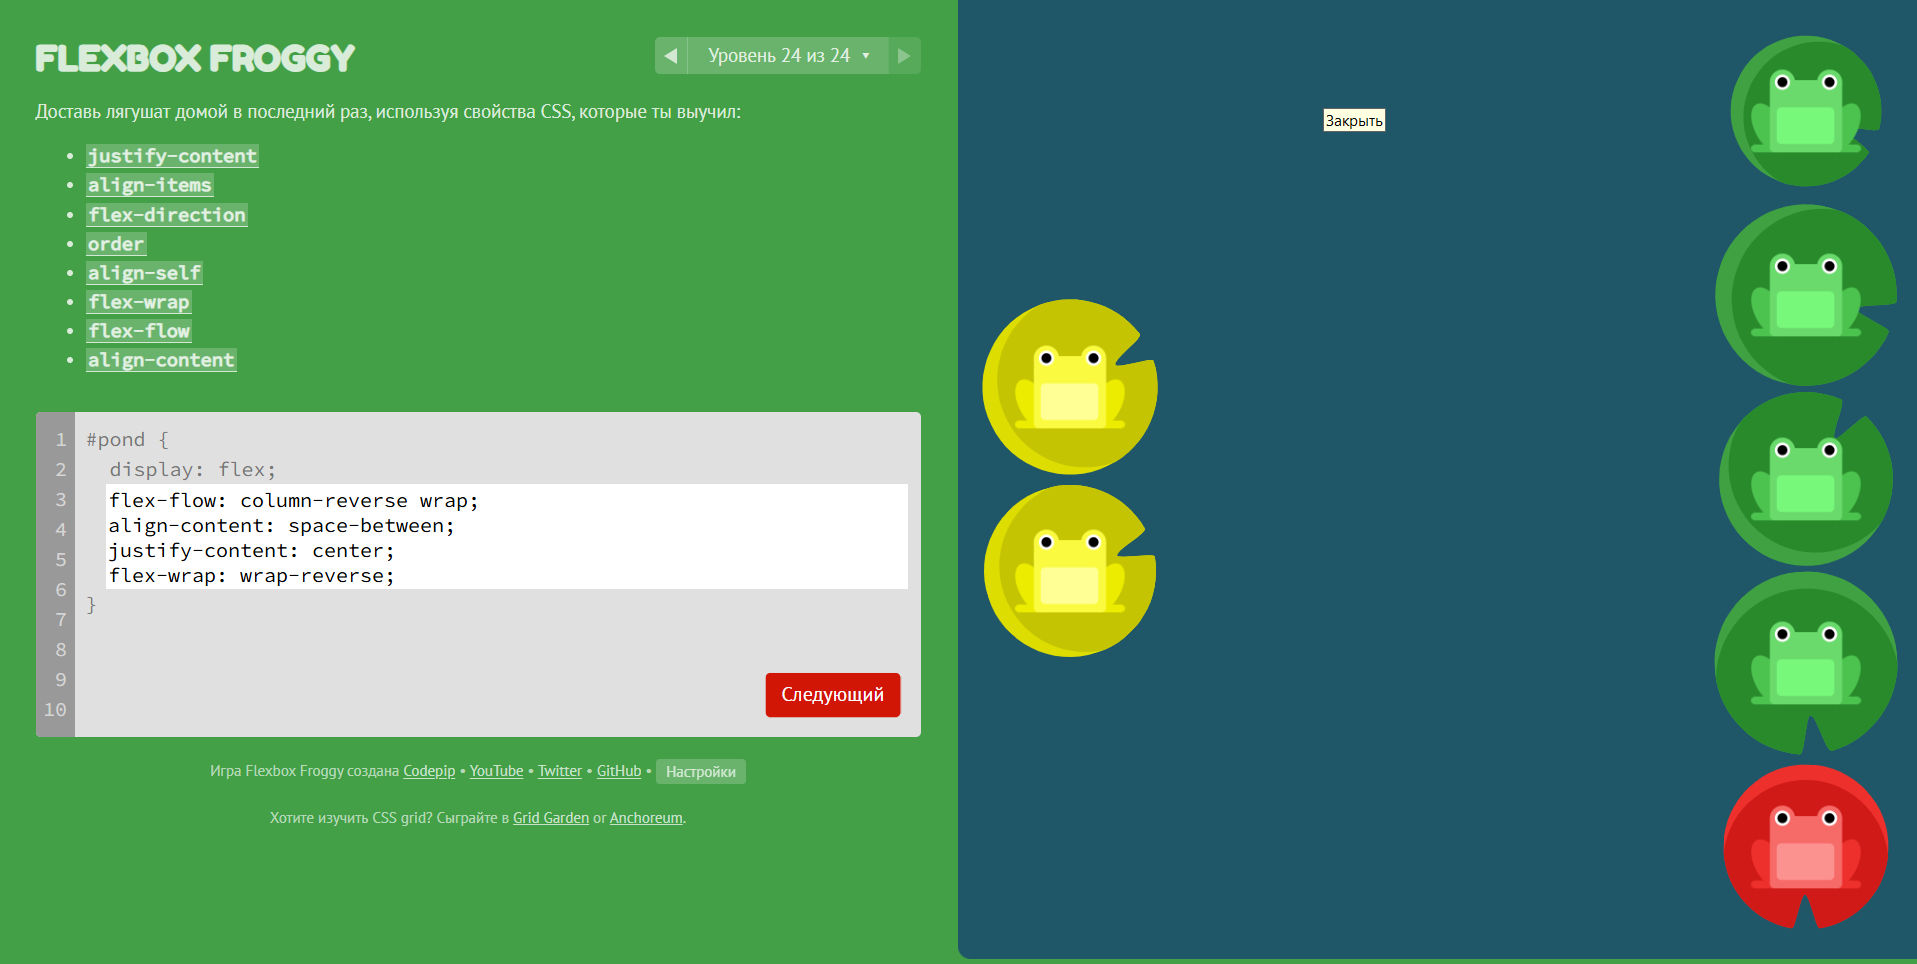 FLEXBOX FROGGY
◀ Уровень 24 из 24 ▼ ▶
Доставь лягушат домой в последний раз, используя свойства CSS, которые ты выучил:
• justify-content
• align-items
• flex-direction
• order
• align-self
• flex-wrap
• flex-flow
• align-content
1 #pond {
2 display: flex;
3 flex-flow: column-reverse wrap;
4 align-content: space-between;
5 justify-content: center;
6 flex-wrap: wrap-reverse;
7 }
8
9
10
Следующий
Игра Flexbox Froggy создана Codepip • YouTube • Twitter • GitHub • Настройки
Хотите изучить CSS grid? Сыграйте в Grid Garden or Anchoreum.
Закрыть